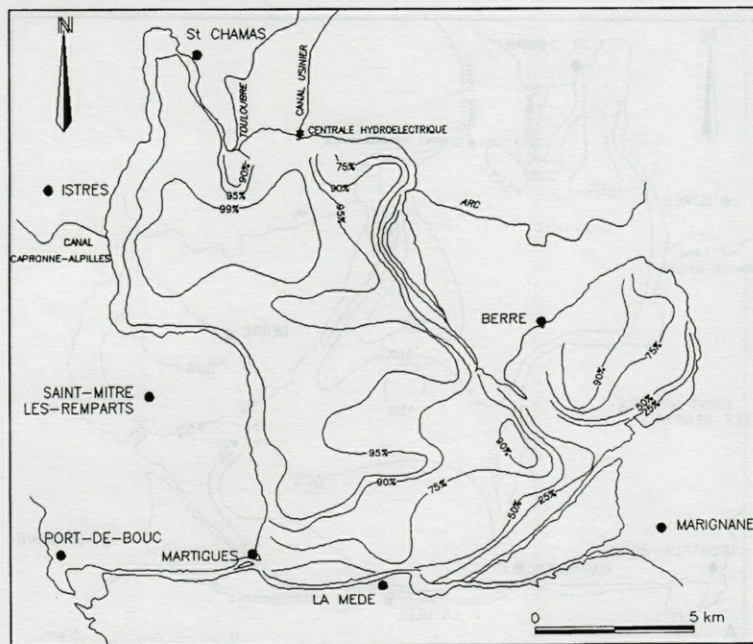 N
St CHAMAS
TOULOUBRE
CANAL USINIER
CENTRALE HYDROELECTRIQUE
90%
75%
90%
95%
95%
99%
ISTRES
ARC
CANAL
CAPRONNE-ALPILLES
BERRE
75%
90%
50%
25%
SAINT-MITRE
LES-REMPARTS
90%
95%
90%
75%
50%
25%
MARIGNANE
PORT-DE-BOUC
MARTIGUES
LA MEDE
0
5 km